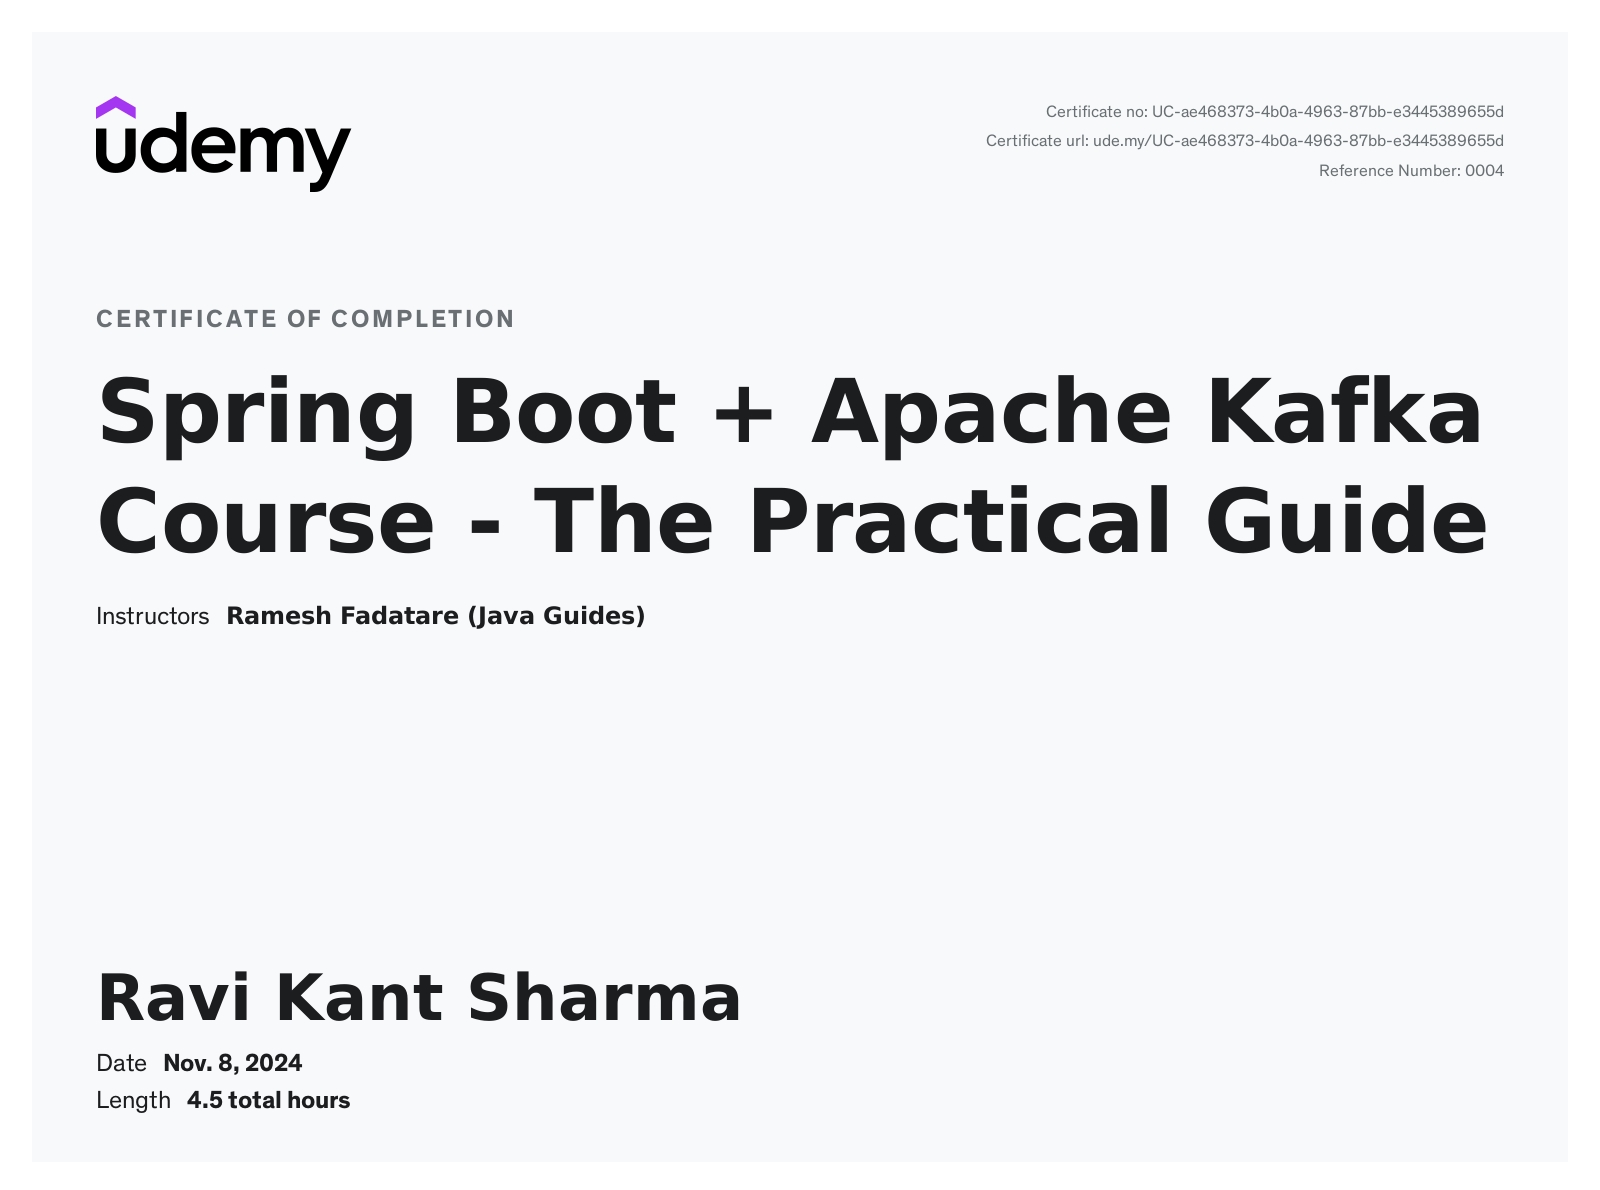 udemy
Certificate no: UC-ae468373-4b0a-4963-87bb-e3445389655d
Certificate url: ude.my/UC-ae468373-4b0a-4963-87bb-e3445389655d
Reference Number: 0004
CERTIFICATE OF COMPLETION
Spring Boot + Apache Kafka
Course - The Practical Guide
Instructors Ramesh Fadatare (Java Guides)
Ravi Kant Sharma
Date Nov. 8, 2024
Length 4.5 total hours